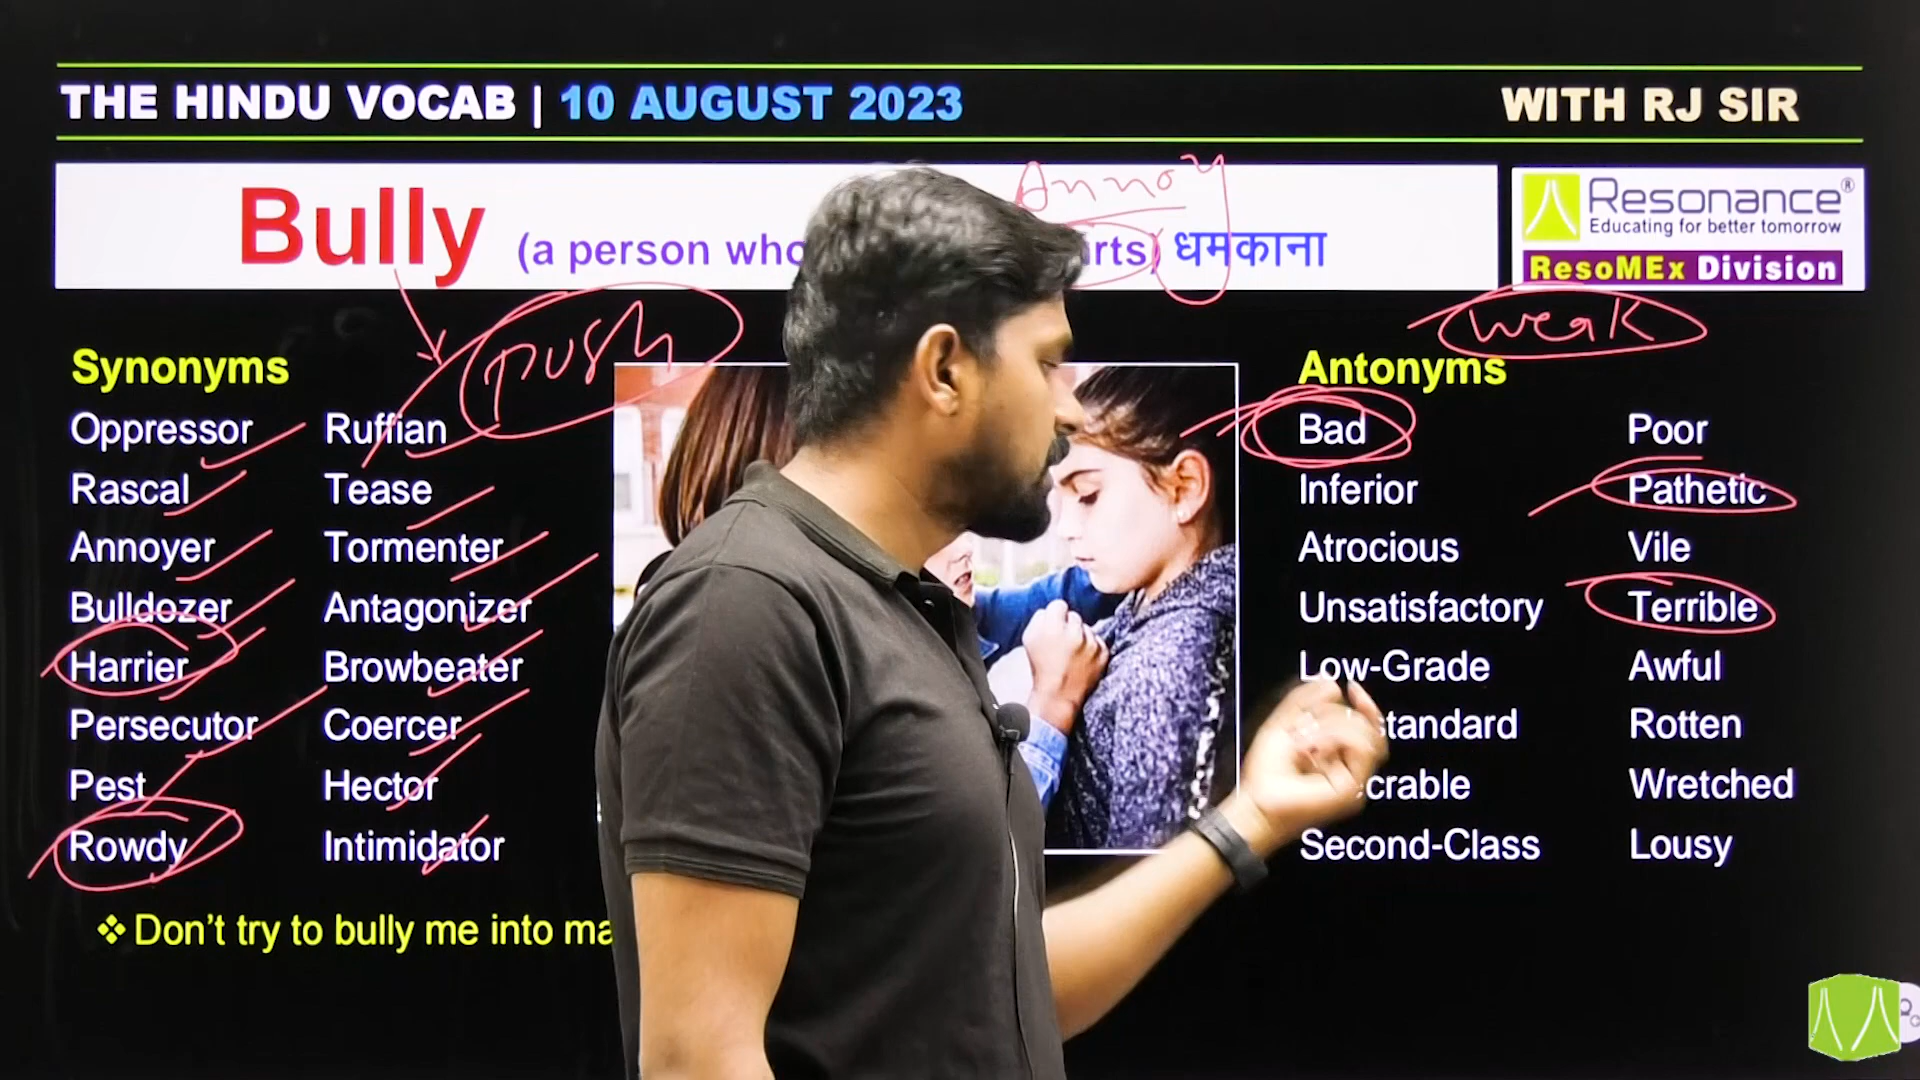 THE HINDU VOCAB | 10 AUGUST 2023
WITH RJ SIR
Annoy
Bully (a person who urts) धमकाना
Resonance®
Educating for better tomorrow
ResoMEx Division
push
weak
Synonyms
Oppressor Ruffian
Rascal Tease
Annoyer Tormenter
Bulldozer Antagonizer
Harrier Browbeater
Persecutor Coercer
Pest Hector
Rowdy Intimidator
Antonyms
Bad Poor
Inferior Pathetic
Atrocious Vile
Unsatisfactory Terrible
Low-Grade Awful
standard Rotten
crable Wretched
Second-Class Lousy
❖ Don't try to bully me into ma